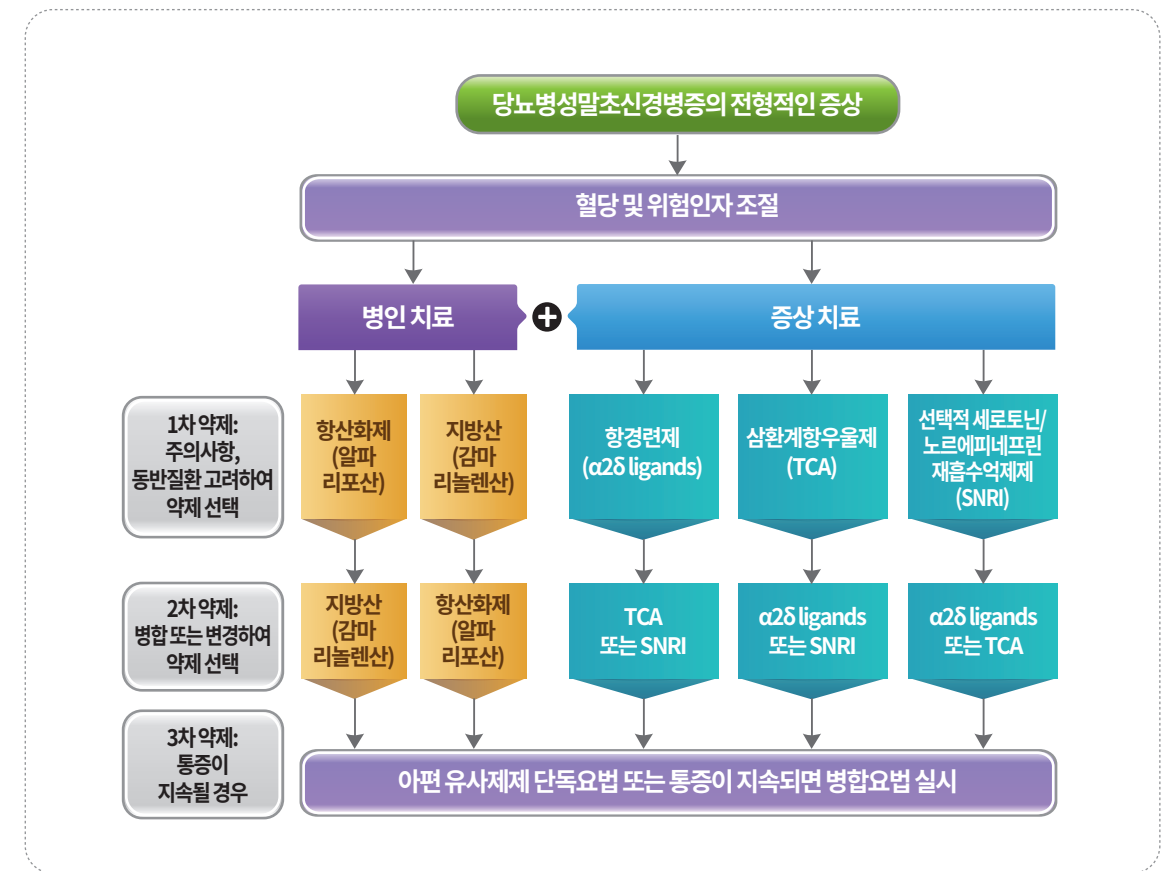 당뇨병성말초신경병증의 전형적인 증상
혈당 및 위험인자 조절
병인 치료
증상 치료
1차 약제:
주의사항,
동반질환 고려하여
약제 선택
항산화제
(알파
리포산)
지방산
(감마
리놀렌산)
항경련제
(α2δ ligands)
삼환계항우울제
(TCA)
선택적 세로토닌/
노르에피네프린
재흡수억제제
(SNRI)
2차 약제:
병합 또는 변경하여
약제 선택
지방산
(감마
리놀렌산)
항산화제
(알파
리포산)
TCA
또는 SNRI
α2δ ligands
또는 SNRI
α2δ ligands
또는 TCA
3차 약제:
통증이
지속될 경우
아편 유사제제 단독요법 또는 통증이 지속되면 병합요법 실시